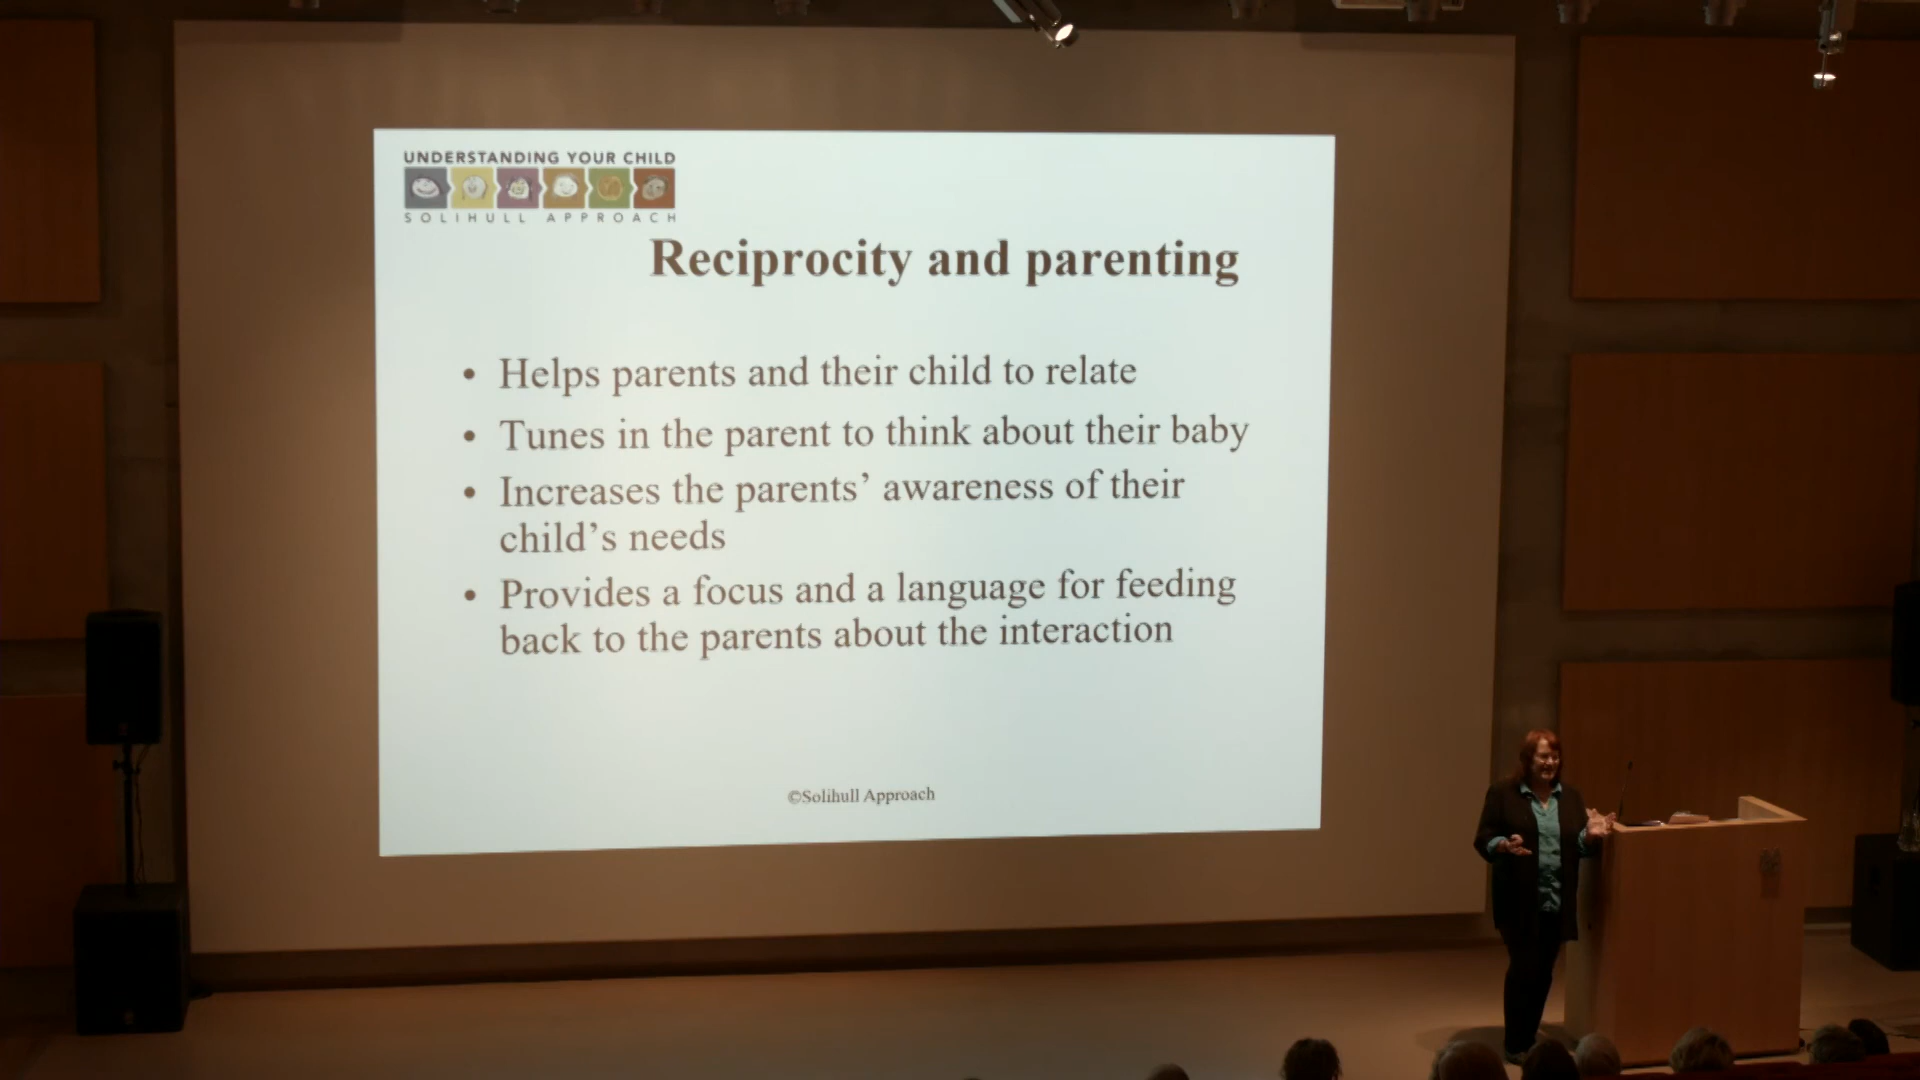 UNDERSTANDING YOUR CHILD
SOLIHULL APPROACH
Reciprocity and parenting
• Helps parents and their child to relate
• Tunes in the parent to think about their baby
• Increases the parents’ awareness of their
child’s needs
• Provides a focus and a language for feeding
back to the parents about the interaction
©Solihull Approach